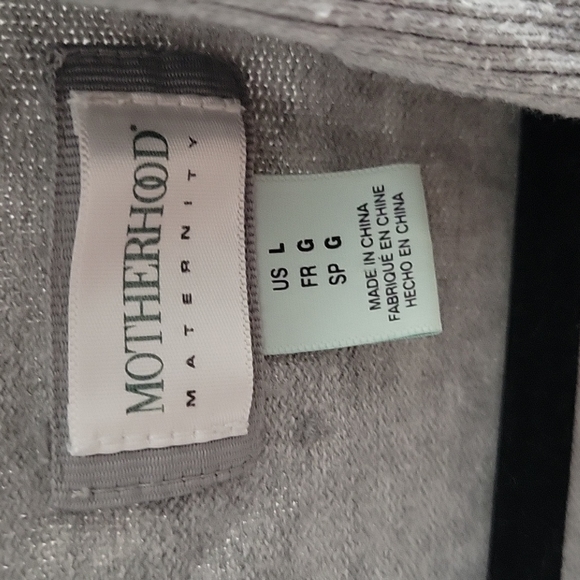 MOTHERHOOD®
MATERNITY
US L
FR G
SP G
MADE IN CHINA
FABRIQUÉ EN CHINE
HECHO EN CHINA